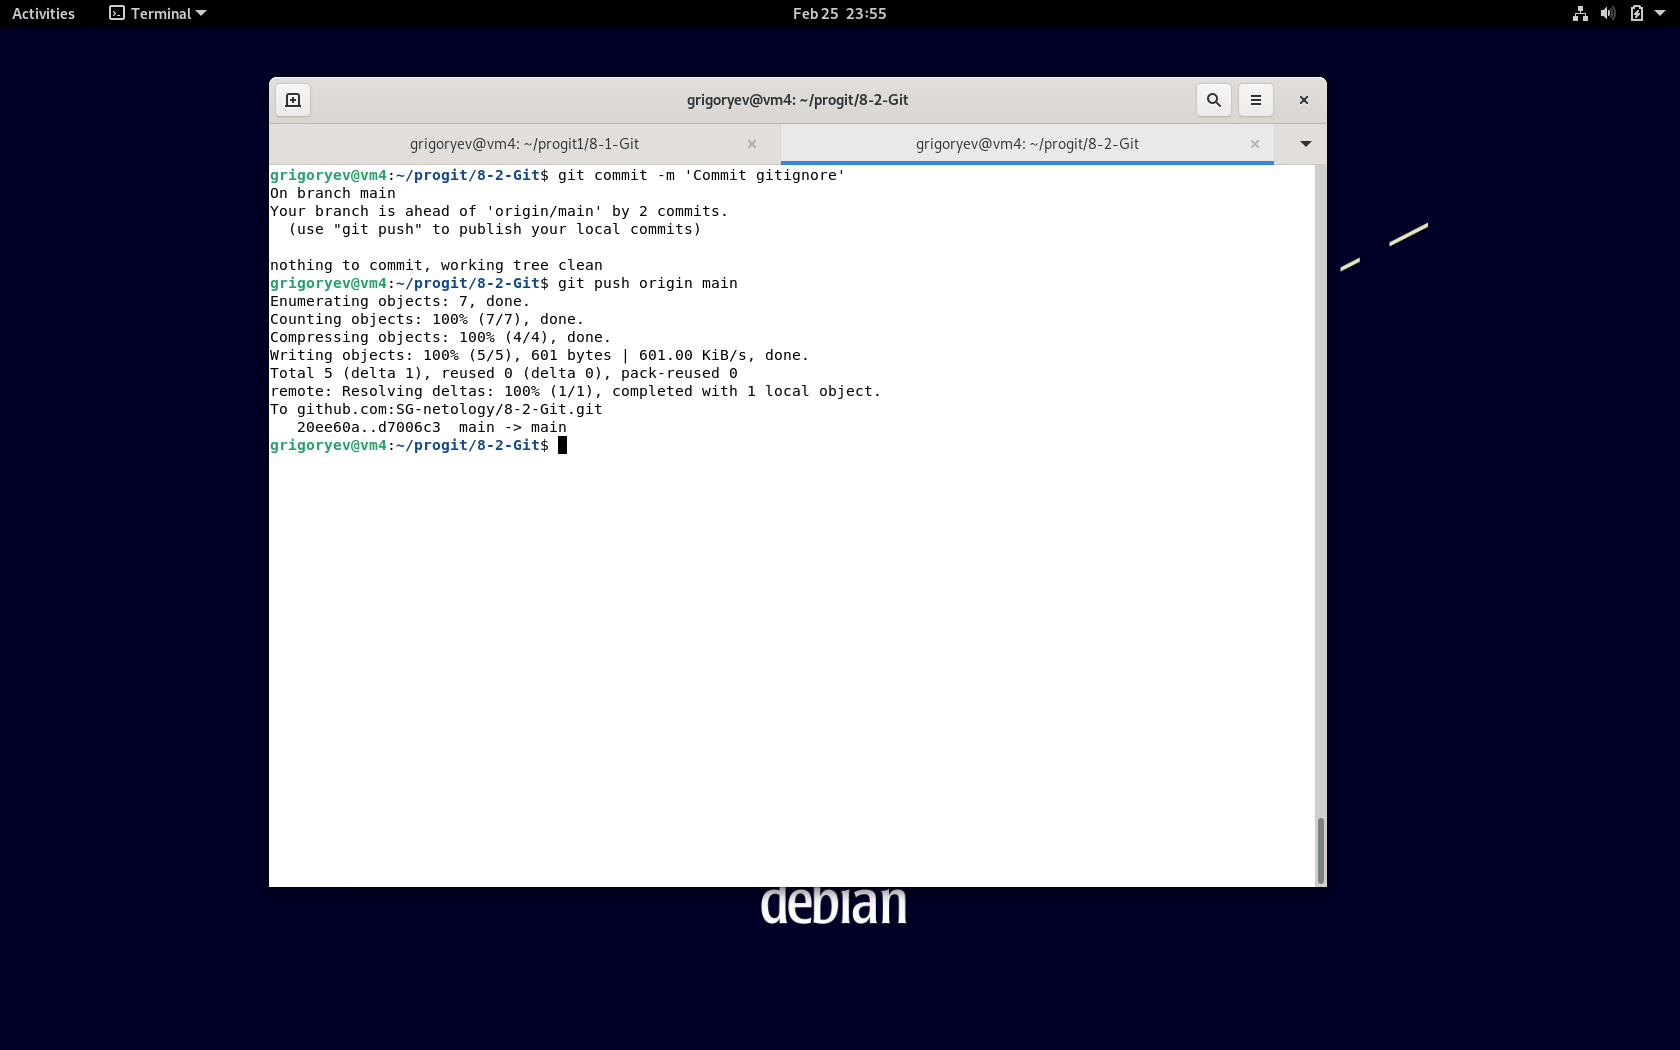 Activities
Terminal
Feb 25 23:55
grigoryev@vm4: ~/progit/8-2-Git
grigoryev@vm4: ~/progit1/8-1-Git
grigoryev@vm4: ~/progit/8-2-Git
grigoryev@vm4:~/progit/8-2-Git$ git commit -m 'Commit gitignore'
On branch main
Your branch is ahead of 'origin/main' by 2 commits.
  (use "git push" to publish your local commits)
nothing to commit, working tree clean
grigoryev@vm4:~/progit/8-2-Git$ git push origin main
Enumerating objects: 7, done.
Counting objects: 100% (7/7), done.
Compressing objects: 100% (4/4), done.
Writing objects: 100% (5/5), 601 bytes | 601.00 KiB/s, done.
Total 5 (delta 1), reused 0 (delta 0), pack-reused 0
remote: Resolving deltas: 100% (1/1), completed with 1 local object.
To github.com:SG-netology/8-2-Git.git
   20ee60a..d7006c3  main -> main
grigoryev@vm4:~/progit/8-2-Git$
debian